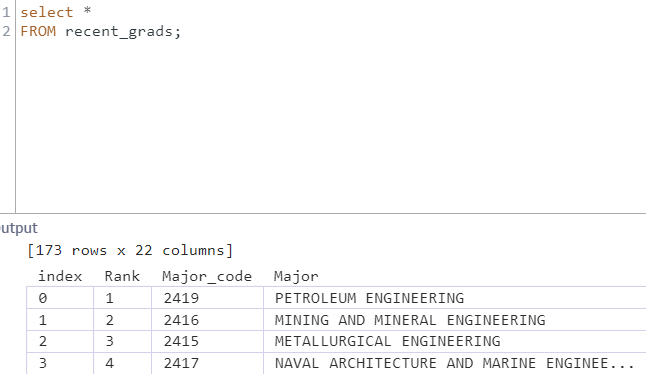 1 select *
2 FROM recent_grads;
utput
[173 rows x 22 columns]
index Rank Major_code Major
0 1 2419 PETROLEUM ENGINEERING
1 2 2416 MINING AND MINERAL ENGINEERING
2 3 2415 METALLURGICAL ENGINEERING
3 4 2417 NAVAL ARCHITECTURE AND MARINE ENGINEE...